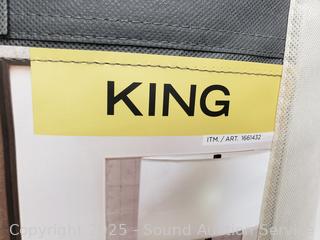 KING
ITM. / ART. 1661432
Copyright 2025 - Sound Auction Service